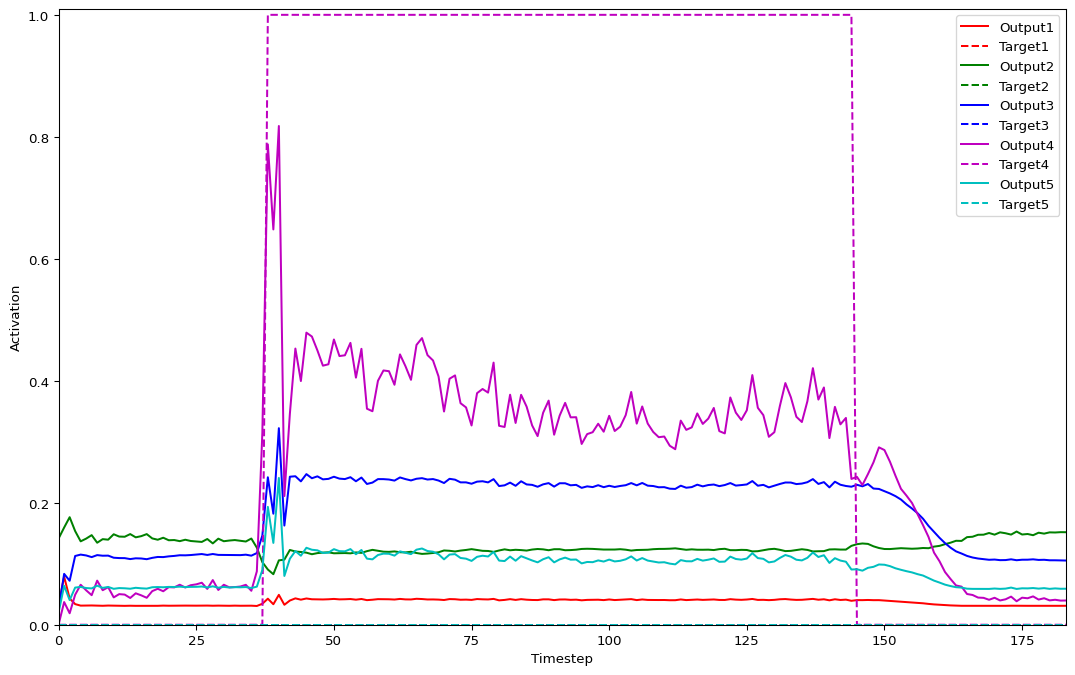 1.0
0.8
0.6
0.4
0.2
0.0
Activation
0
25
50
75
100
125
150
175
Timestep
Output1
Target1
Output2
Target2
Output3
Target3
Output4
Target4
Output5
Target5